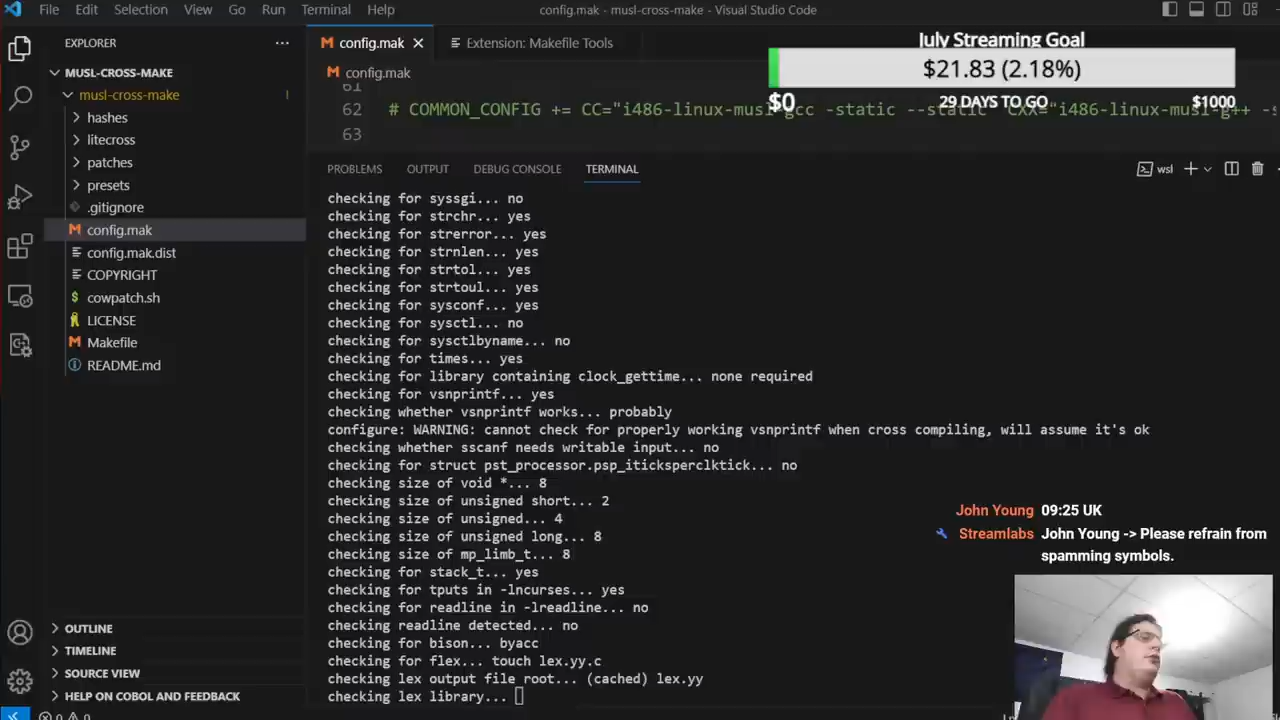 File Edit Selection View Go Run Terminal Help
config.mak - musl-cross-make - Visual Studio Code
EXPLORER
MUSL-CROSS-MAKE
musl-cross-make
hashes
litecross
patches
presets
.gitignore
config.mak
config.mak.dist
COPYRIGHT
cowpatch.sh
LICENSE
Makefile
README.md
OUTLINE
TIMELINE
SOURCE VIEW
HELP ON COBOL AND FEEDBACK
config.mak
Extension: Makefile Tools
config.mak
61
62 # COMMON_CONFIG += CC="i486-linux-musl-gcc -static --static" CXX="i486-linux-musl-g++ -s
63
July Streaming Goal
$21.83 (2.18%)
$0 29 DAYS TO GO $1000
PROBLEMS OUTPUT DEBUG CONSOLE TERMINAL
wsl
checking for syssgi... no
checking for strchr... yes
checking for strerror... yes
checking for strnlen... yes
checking for strtol... yes
checking for strtoul... yes
checking for sysconf... yes
checking for sysctl... no
checking for sysctlbyname... no
checking for times... yes
checking for library containing clock_gettime... none required
checking for vsnprintf... yes
checking whether vsnprintf works... probably
configure: WARNING: cannot check for properly working vsnprintf when cross compiling, will assume it's ok
checking whether sscanf needs writable input... no
checking for struct pst_processor.psp_iticksperclktick... no
checking size of void *... 8
checking size of unsigned short... 2
checking size of unsigned... 4
checking size of unsigned long... 8
checking size of mp_limb_t... 8
checking for stack_t... yes
checking for tputs in -lncurses... yes
checking for readline in -lreadline... no
checking readline detected... no
checking for bison... byacc
checking for flex... touch lex.yy.c
checking lex output file root... (cached) lex.yy
checking lex library...
John Young 09:25 UK
Streamlabs John Young -> Please refrain from
spamming symbols.